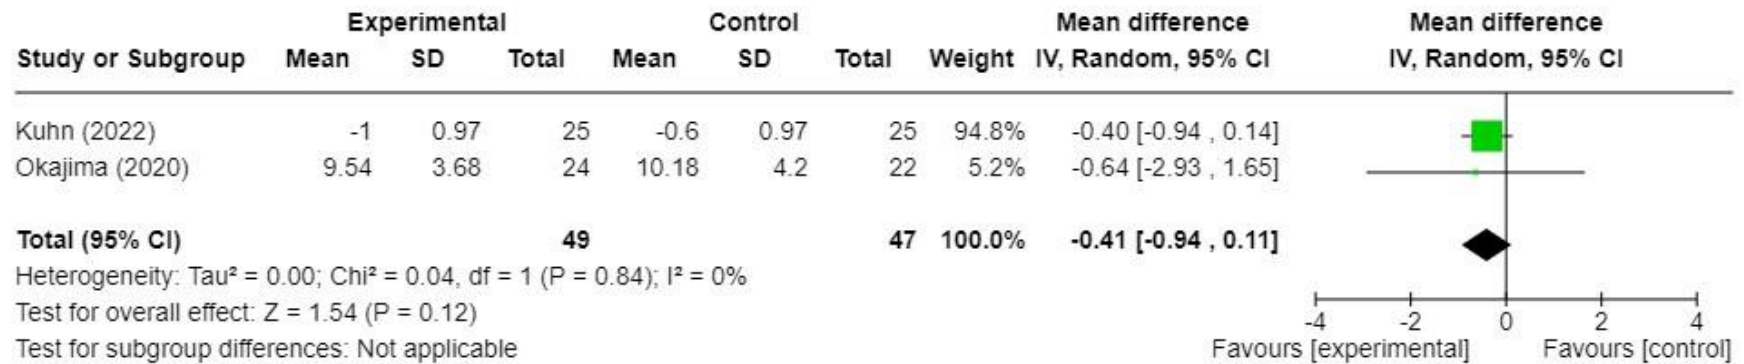 Experimental Control Mean difference Mean difference
Study or Subgroup Mean SD Total Mean SD Total Weight IV, Random, 95% CI IV, Random, 95% CI
Kuhn (2022) -1 0.97 25 -0.6 0.97 25 94.8% -0.40 [-0.94 , 0.14]
Okajima (2020) 9.54 3.68 24 10.18 4.2 22 5.2% -0.64 [-2.93 , 1.65]
Total (95% CI) 49 47 100.0% -0.41 [-0.94 , 0.11]
Heterogeneity: Tau² = 0.00; Chi² = 0.04, df = 1 (P = 0.84); I² = 0%
Test for overall effect: Z = 1.54 (P = 0.12)
Test for subgroup differences: Not applicable
-4 -2 0 2 4
Favours [experimental] Favours [control]